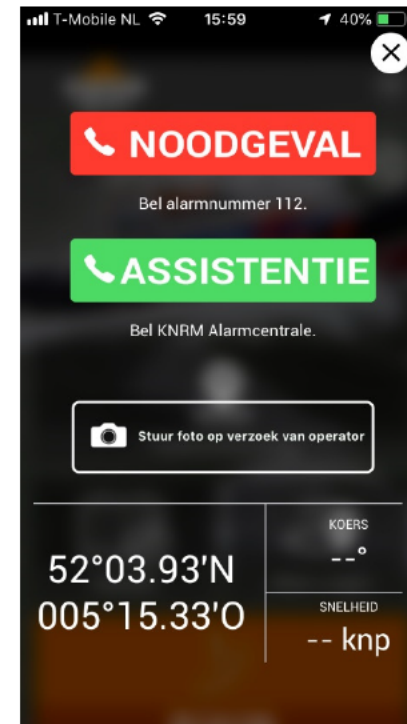 T-Mobile NL 15:59 40%
NOODGEVAL
Bel alarmnummer 112.
ASSISTENTIE
Bel KNRM Alarmcentrale.
Stuur foto op verzoek van operator
52°03.93'N
005°15.33'O
KOERS
--°
SNELHEID
-- knp